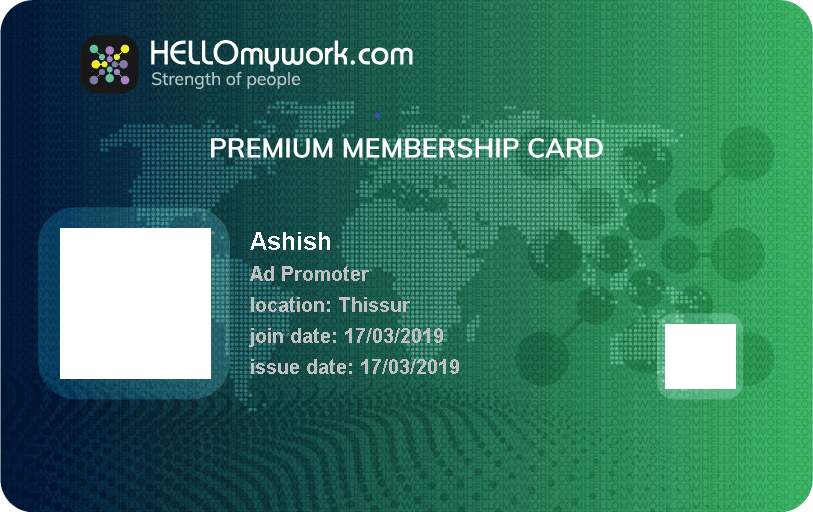 HELLOmywork.com
Strength of people
PREMIUM MEMBERSHIP CARD
Ashish
Ad Promoter
location: Thissur
join date: 17/03/2019
issue date: 17/03/2019